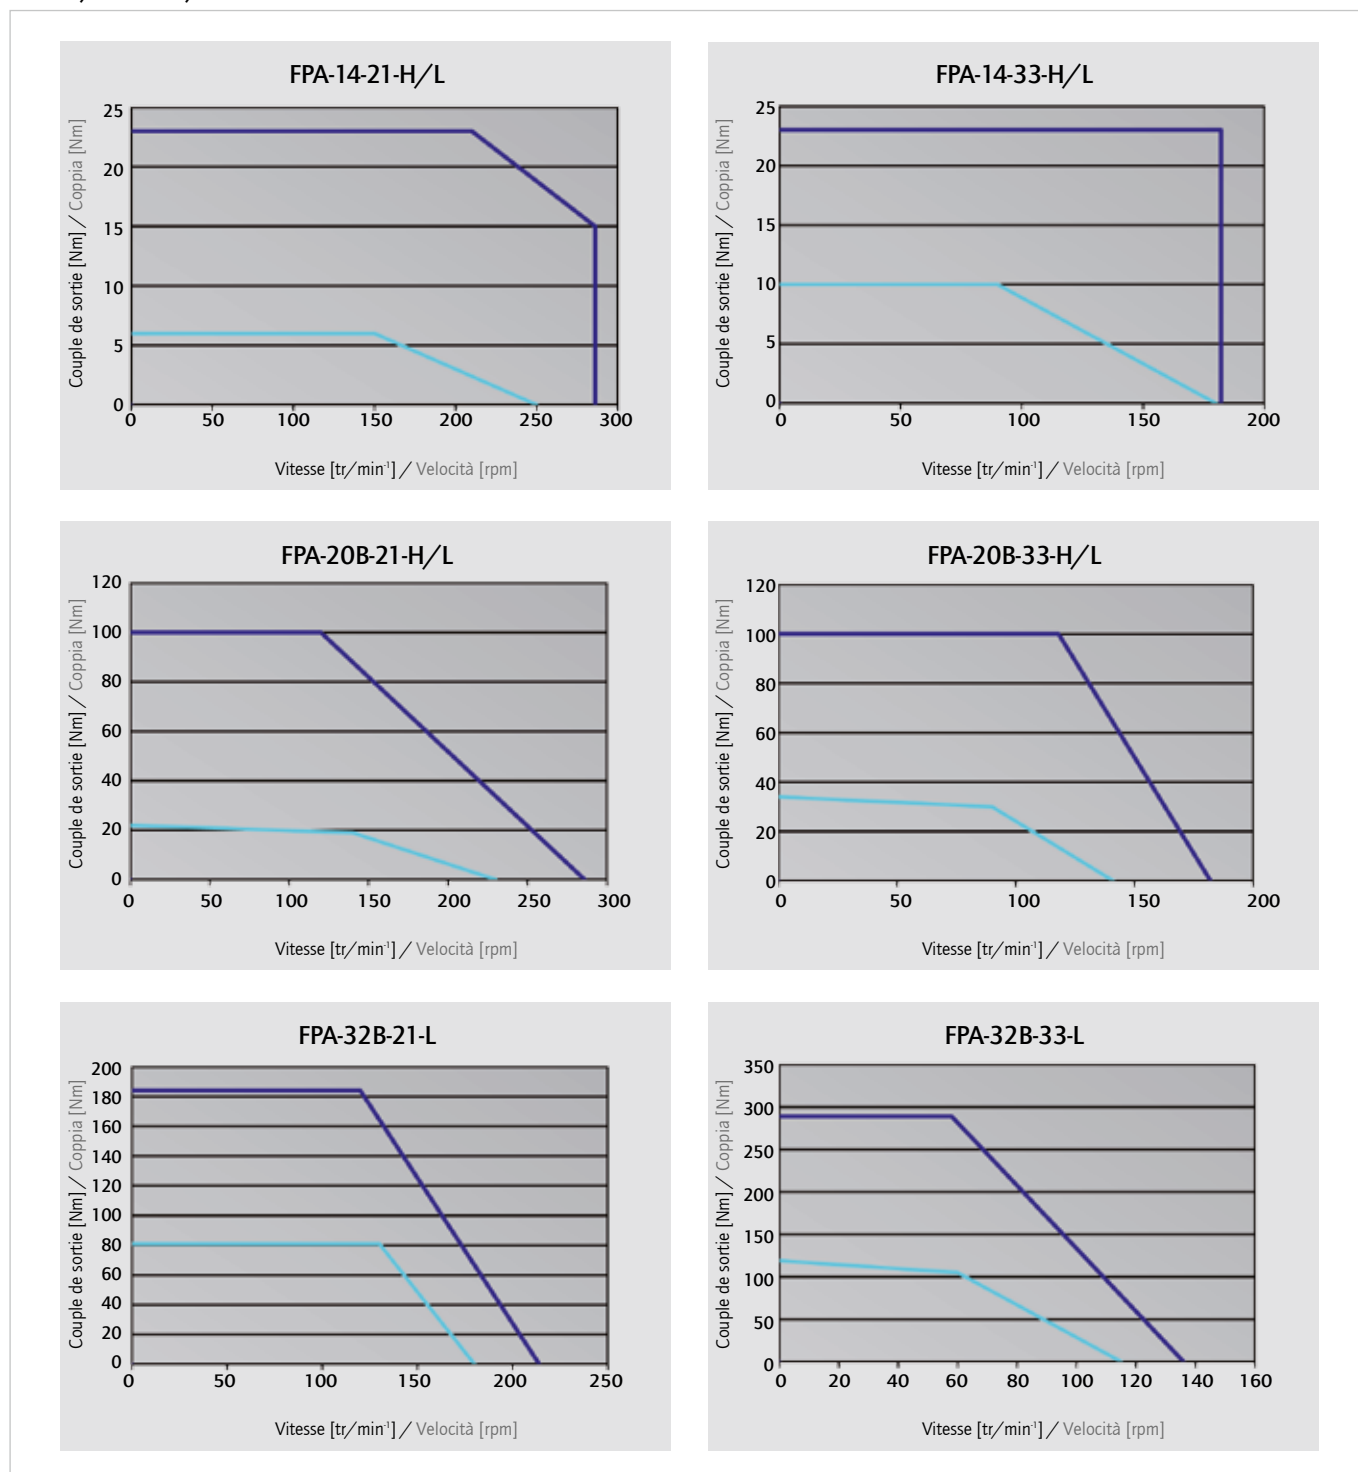 FPA-14-21-H/L
Couple de sortie [Nm] / Coppia [Nm]
25
20
15
10
5
0
0 50 100 150 200 250 300
Vitesse [tr/min⁻¹] / Velocità [rpm]
FPA-14-33-H/L
Couple de sortie [Nm] / Coppia [Nm]
25
20
15
10
5
0
0 50 100 150 200
Vitesse [tr/min⁻¹] / Velocità [rpm]
FPA-20B-21-H/L
Couple de sortie [Nm] / Coppia [Nm]
120
100
80
60
40
20
0
0 50 100 150 200 250 300
Vitesse [tr/min⁻¹] / Velocità [rpm]
FPA-20B-33-H/L
Couple de sortie [Nm] / Coppia [Nm]
120
100
80
60
40
20
0
0 50 100 150 200
Vitesse [tr/min⁻¹] / Velocità [rpm]
FPA-32B-21-L
Couple de sortie [Nm] / Coppia [Nm]
200
180
160
140
120
100
80
60
40
20
0
0 50 100 150 200 250
Vitesse [tr/min⁻¹] / Velocità [rpm]
FPA-32B-33-L
Couple de sortie [Nm] / Coppia [Nm]
350
300
250
200
150
100
50
0
0 20 40 60 80 100 120 140 160
Vitesse [tr/min⁻¹] / Velocità [rpm]